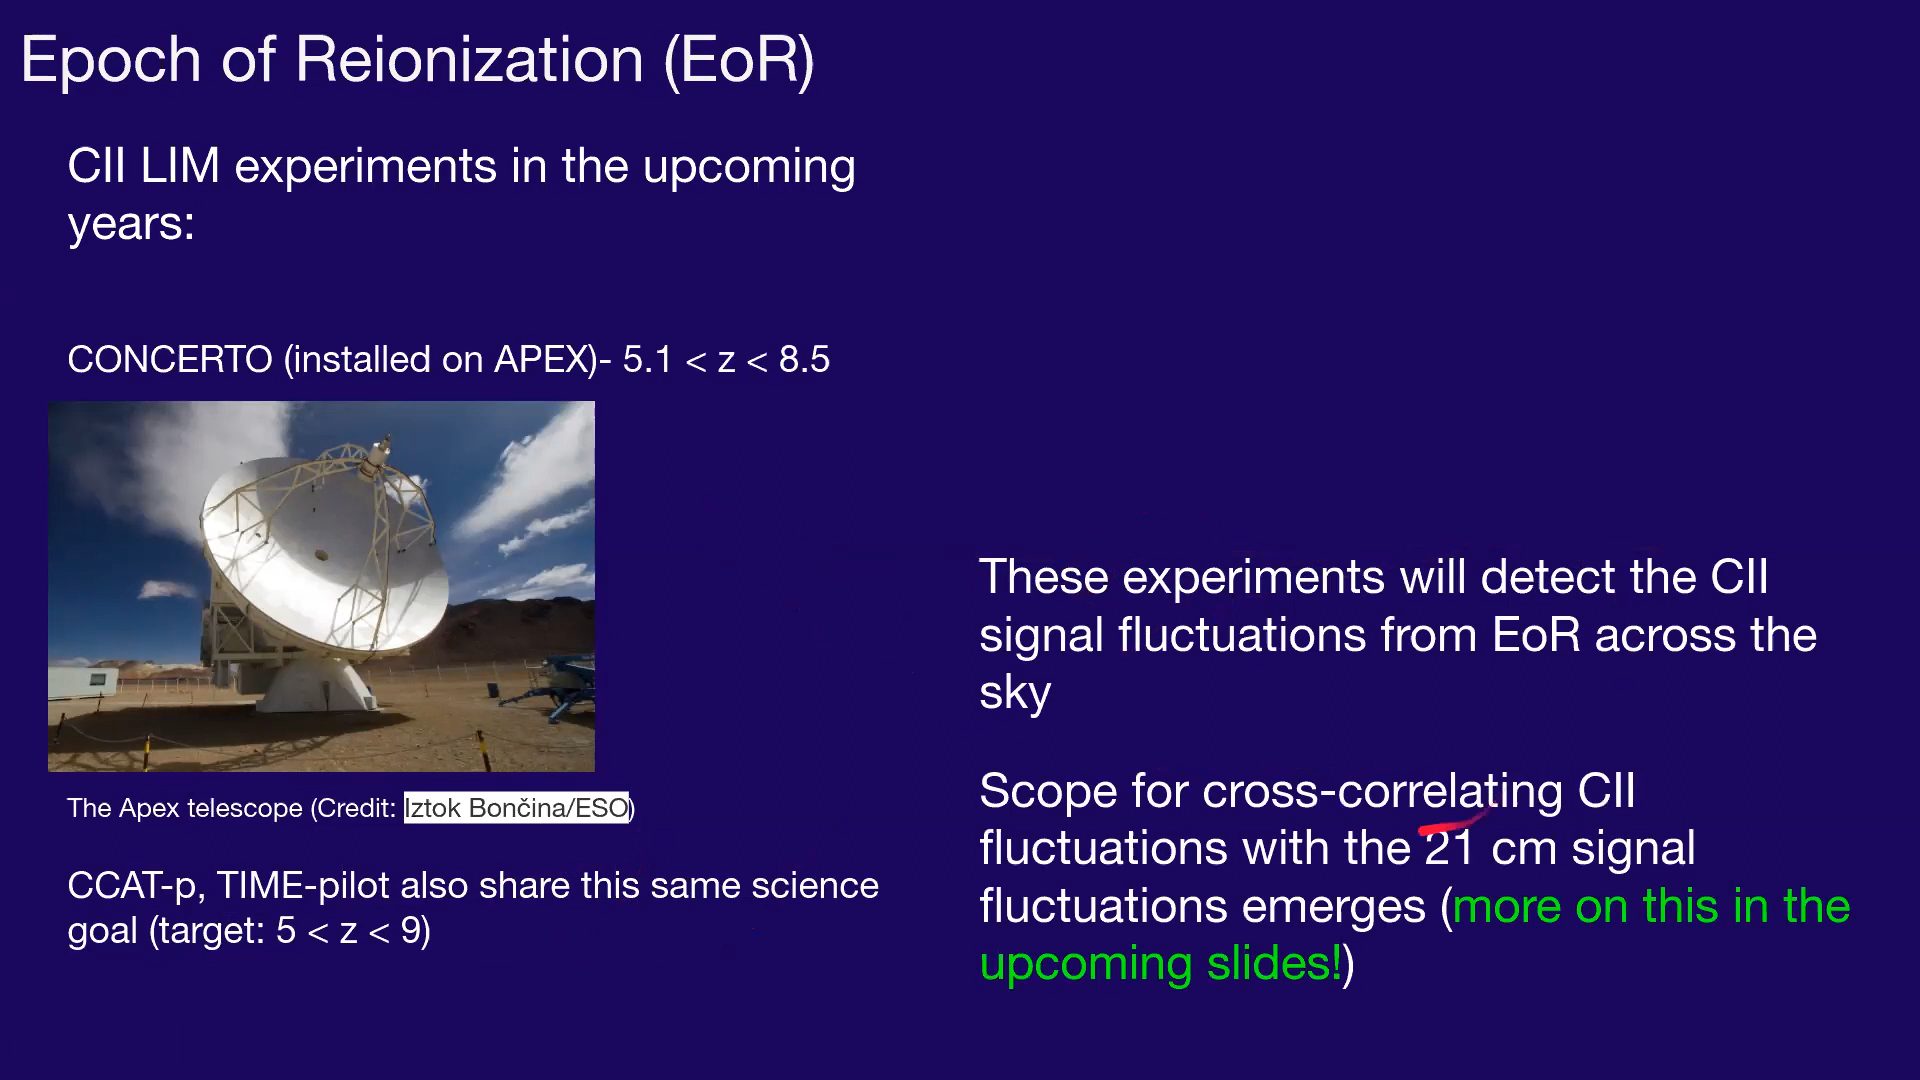 Epoch of Reionization (EoR)
CII LIM experiments in the upcoming
years:
CONCERTO (installed on APEX)- 5.1 < z < 8.5
The Apex telescope (Credit: Iztok Bončina/ESO)
CCAT-p, TIME-pilot also share this same science
goal (target: 5 < z < 9)
These experiments will detect the CII
signal fluctuations from EoR across the
sky
Scope for cross-correlating CII
fluctuations with the 21 cm signal
fluctuations emerges (more on this in the
upcoming slides!)